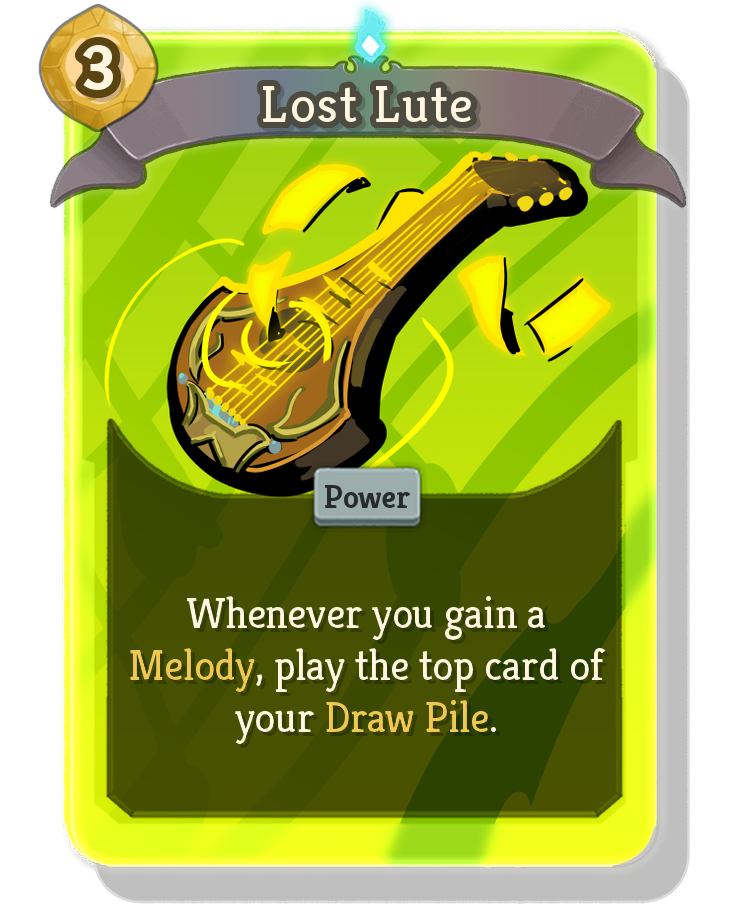 3
Lost Lute
Power
Whenever you gain a
Melody, play the top card of
your Draw Pile.